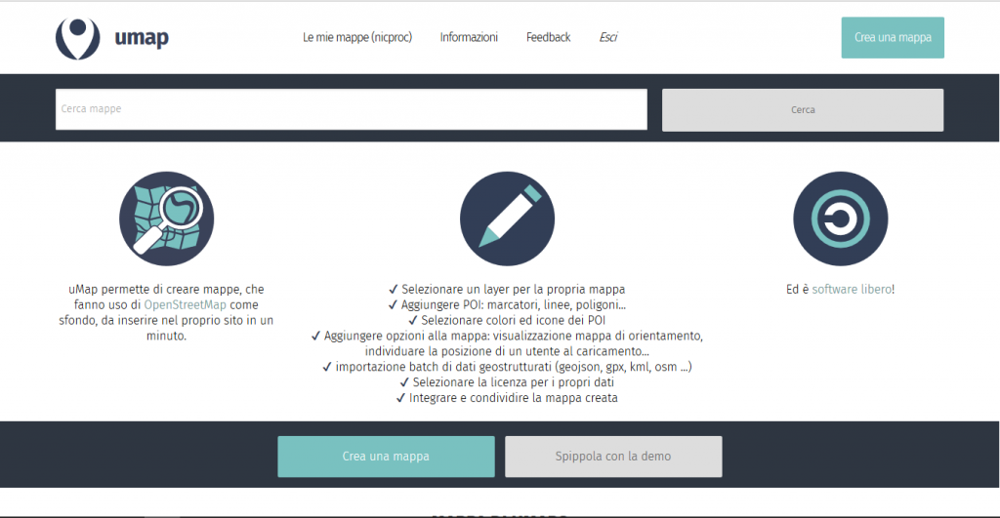 umap
Le mie mappe (nicproc)
Informazioni
Feedback
Esci
Crea una mappa
Cerca mappe
Cerca
uMap permette di creare mappe, che
fanno uso di OpenStreetMap come
sfondo, da inserire nel proprio sito in un
minuto.
✓ Selezionare un layer per la propria mappa
✓ Aggiungere POI: marcatori, linee, poligoni...
✓ Selezionare colori ed icone dei POI
✓ Aggiungere opzioni alla mappa: visualizzazione mappa di orientamento,
individuare la posizione di un utente al caricamento...
✓ importazione batch di dati geostrutturati (geojson, gpx, kml, osm ...)
✓ Selezionare la licenza per i propri dati
✓ Integrare e condividire la mappa creata
Ed è software libero!
Crea una mappa
Spippola con la demo